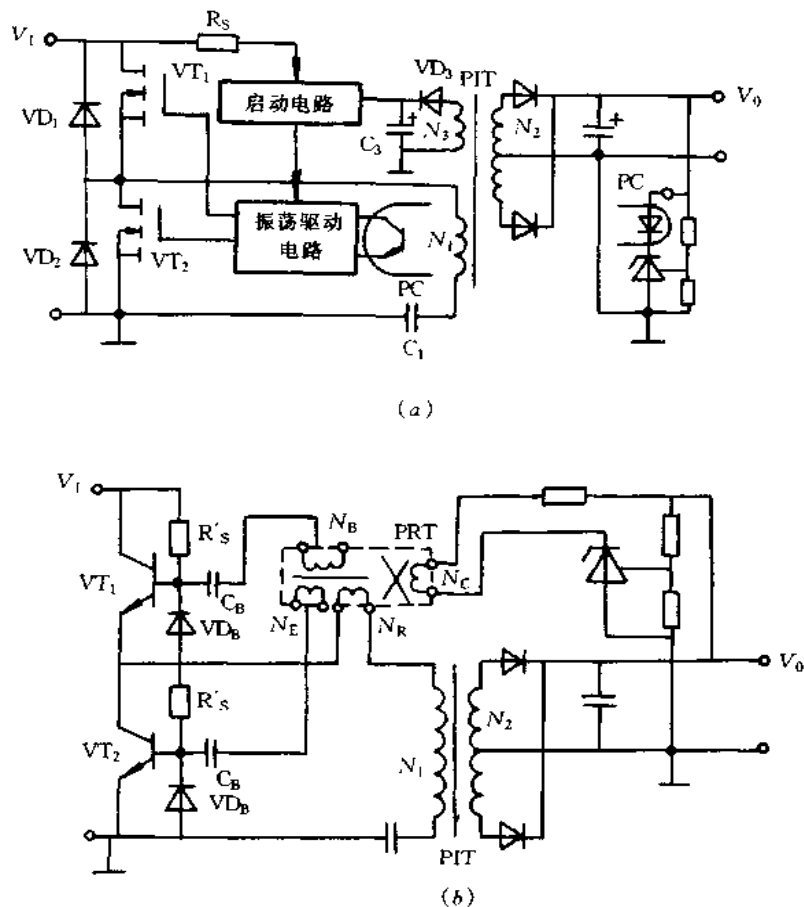 V_I
R_S
VT_1
VD_1
启动电路
VD_3
PIT
C_3
N_3
N_2
V_0
PC
VD_2
VT_2
振荡驱动
电路
N_1
PC
C_1
(a)
V_I
R'_S
N_B
PRT
VT_1
C_B
VD_B
N_E
N_R
N_C
R'_S
V_0
VT_2
C_B
VD_B
N_1
N_2
PIT
(b)